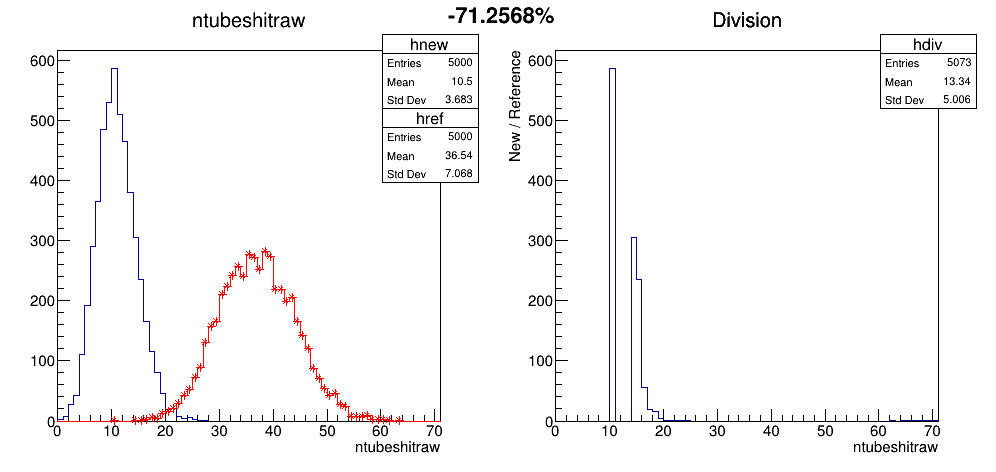 -71.2568%
ntubeshitraw
hnew
Entries 5000
Mean 10.5
Std Dev 3.683
href
Entries 5000
Mean 36.54
Std Dev 7.068
600
500
400
300
200
100
0
0 10 20 30 40 50 60 70
ntubeshitraw
Division
hdiv
Entries 5073
Mean 13.34
Std Dev 5.006
New / Reference
600
500
400
300
200
100
0
0 10 20 30 40 50 60 70
ntubeshitraw